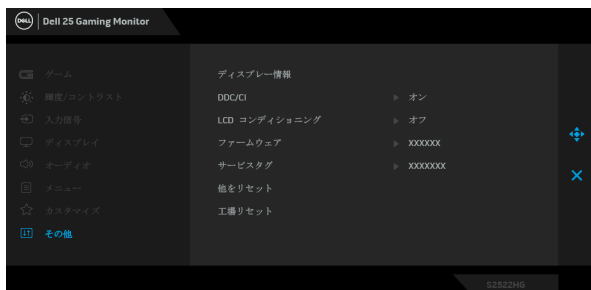 DELL Dell 25 Gaming Monitor
ゲーム
輝度/コントラスト
入力信号
ディスプレイ
オーディオ
メニュー
カスタマイズ
その他
ディスプレー情報
DDC/CI オン
LCD コンディショニング オフ
ファームウェア XXXXXX
サービスタグ XXXXXXX
他をリセット
工場リセット
S2522HG